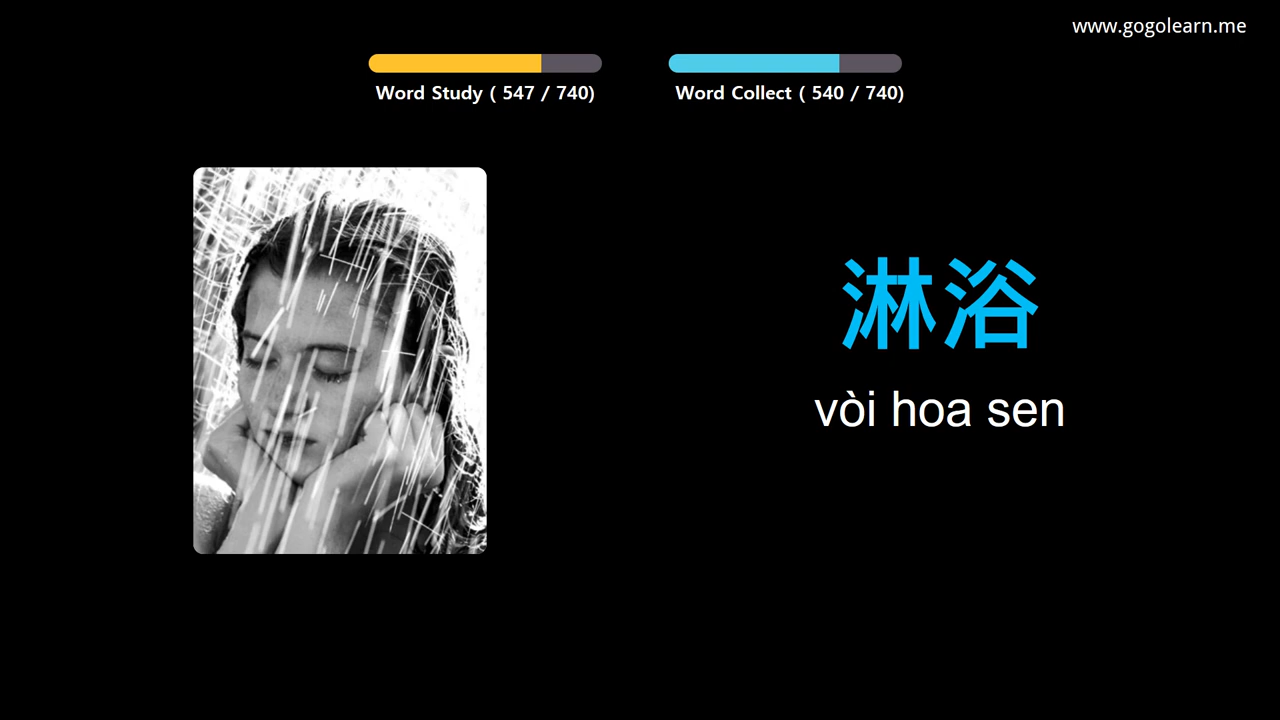 www.gogolearn.me
Word Study ( 547 / 740)
Word Collect ( 540 / 740)
淋浴
vòi hoa sen